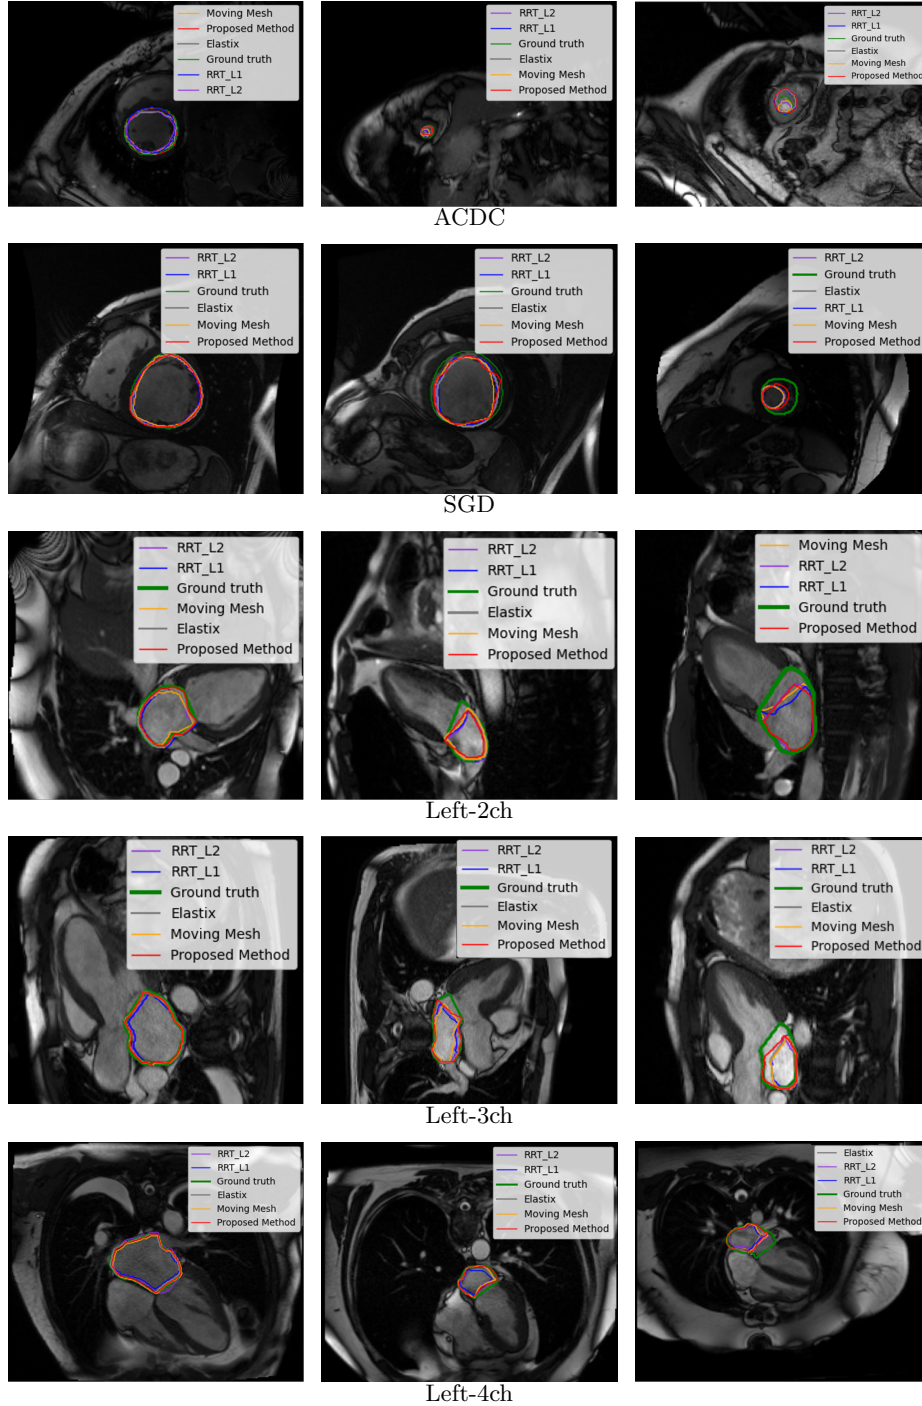 Moving Mesh
Proposed Method
Elastix
Ground truth
RRT_L1
RRT_L2
RRT_L2
RRT_L1
Ground truth
Elastix
Moving Mesh
Proposed Method
RRT_L2
RRT_L1
Ground truth
Elastix
Moving Mesh
Proposed Method
ACDC
RRT_L2
RRT_L1
Ground truth
Elastix
Moving Mesh
Proposed Method
RRT_L2
RRT_L1
Ground truth
Elastix
Moving Mesh
Proposed Method
RRT_L2
Ground truth
Elastix
RRT_L1
Moving Mesh
Proposed Method
SGD
RRT_L2
RRT_L1
Ground truth
Moving Mesh
Elastix
Proposed Method
RRT_L2
RRT_L1
Ground truth
Elastix
Moving Mesh
Proposed Method
Moving Mesh
RRT_L2
RRT_L1
Ground truth
Proposed Method
Left-2ch
RRT_L2
RRT_L1
Ground truth
Elastix
Moving Mesh
Proposed Method
RRT_L2
RRT_L1
Ground truth
Elastix
Moving Mesh
Proposed Method
RRT_L2
RRT_L1
Ground truth
Elastix
Moving Mesh
Proposed Method
Left-3ch
RRT_L2
RRT_L1
Ground truth
Elastix
Moving Mesh
Proposed Method
RRT_L2
RRT_L1
Ground truth
Elastix
Moving Mesh
Proposed Method
Elastix
RRT_L2
RRT_L1
Ground truth
Moving Mesh
Proposed Method
Left-4ch